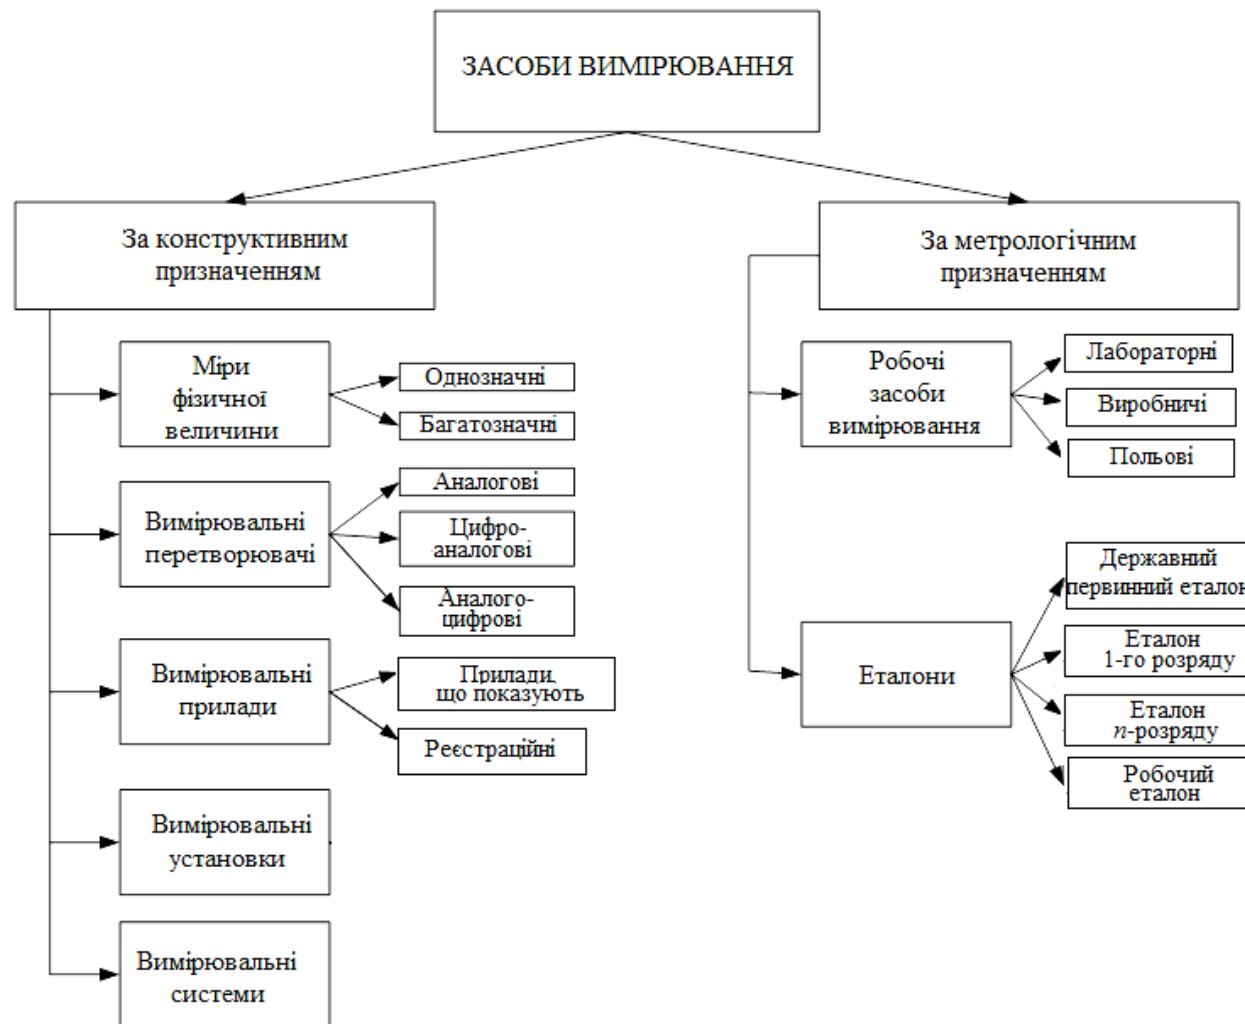 ЗАСОБИ ВИМІРЮВАННЯ
За конструктивним
призначенням
Міри
фізичної
величини
Однозначні
Багатозначні
Вимірювальні
перетворювачі
Аналогові
Цифро-
аналогові
Аналого-
цифрові
Вимірювальні
прилади
Прилади,
що показують
Реєстраційні
Вимірювальні
установки
Вимірювальні
системи
За метрологічним
призначенням
Робочі
засоби
вимірювання
Лабораторні
Виробничі
Польові
Еталони
Державний
первинний еталон
Еталон
1-го розряду
Еталон
n-розряду
Робочий
еталон